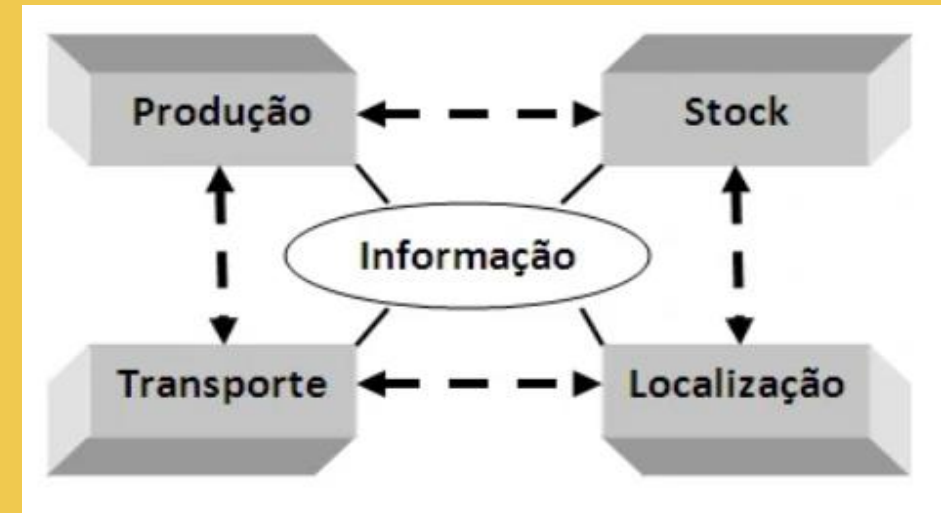 Produção
Stock
Informação
Transporte
Localização